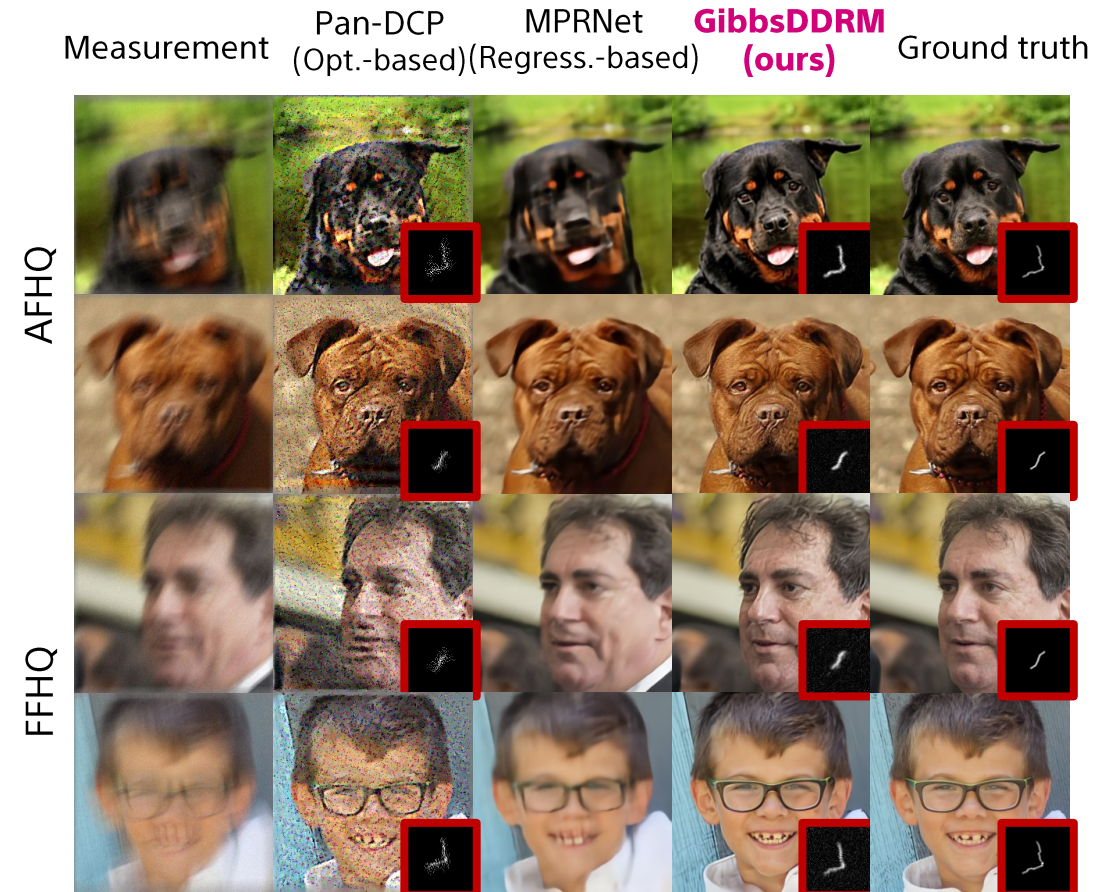 Measurement
Pan-DCP
(Opt.-based)
MPRNet
(Regress.-based)
GibbsDDRM
(ours)
Ground truth
AFHQ
FFHQ